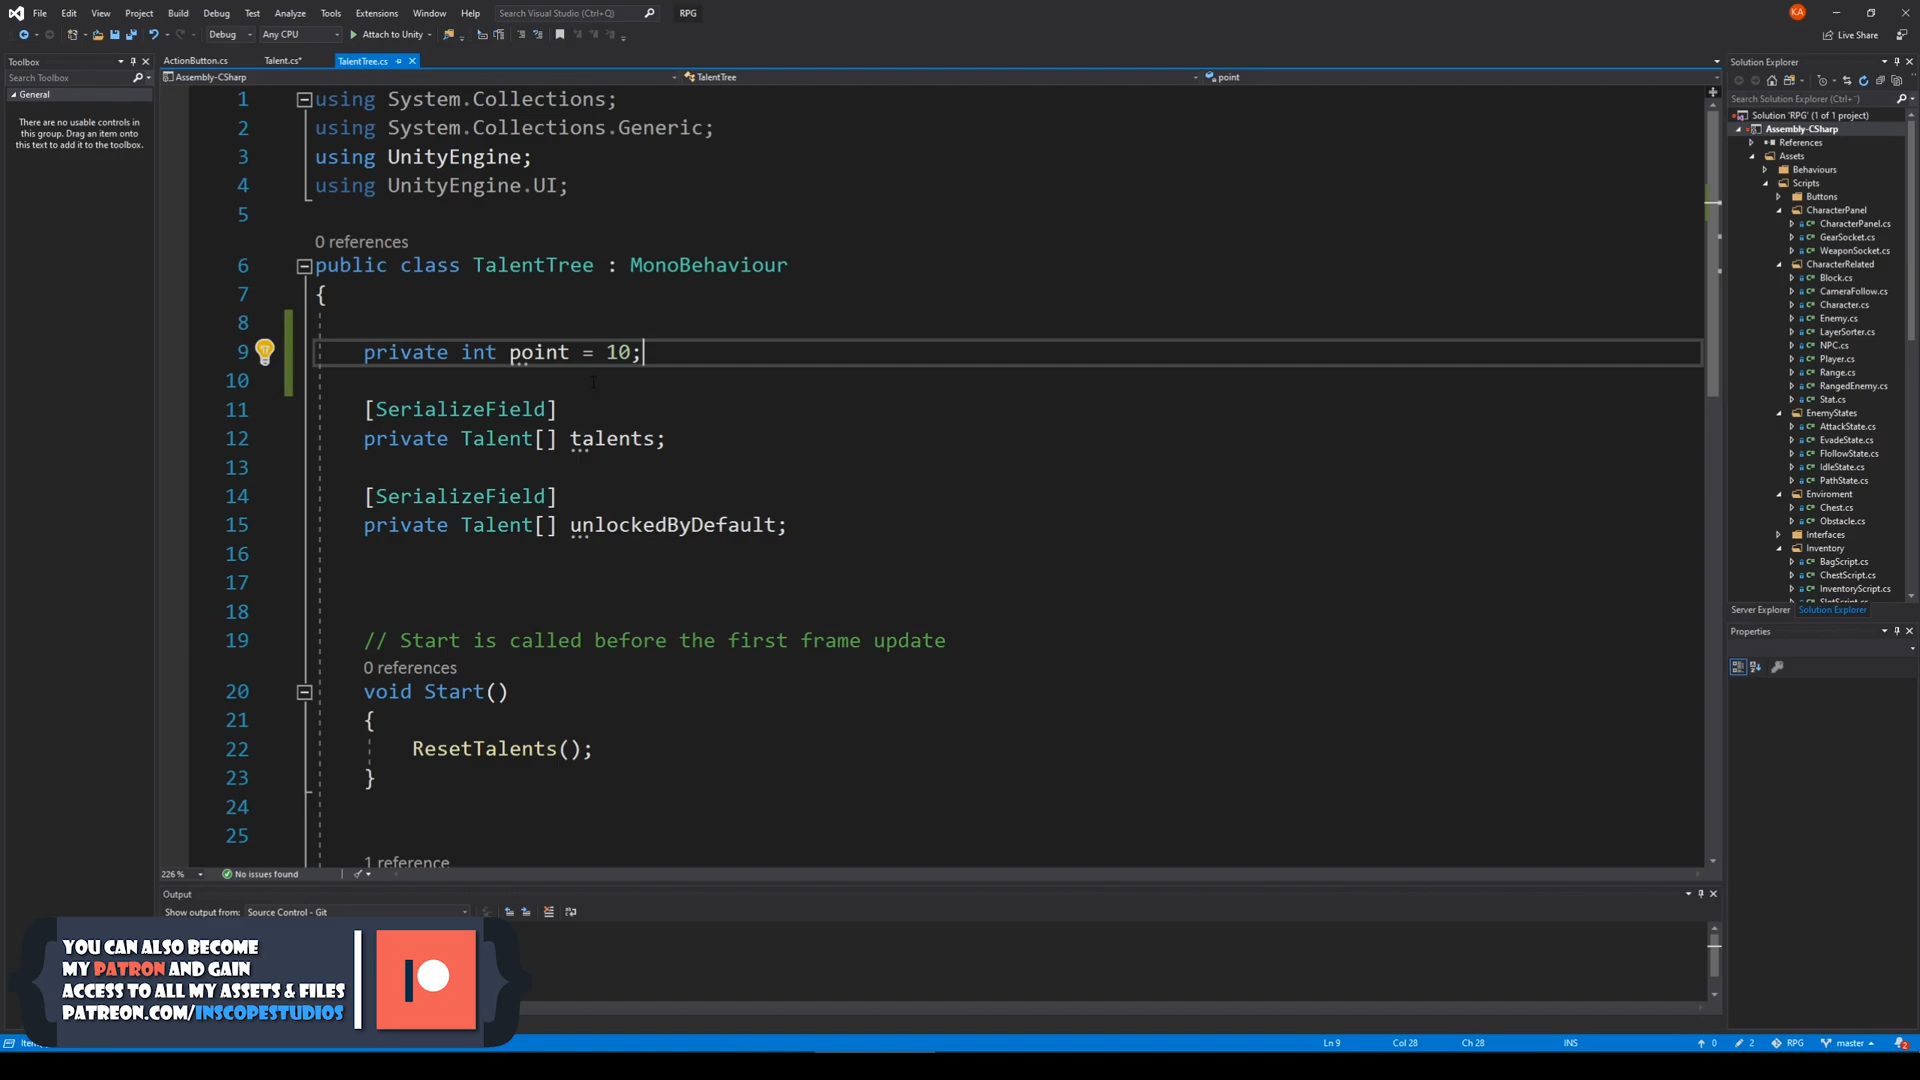 File Edit View Project Build Debug Test Analyze Tools Extensions Window Help Search Visual Studio (Ctrl+Q) RPG KA
Debug Any CPU Attach to Unity Live Share
Toolbox
Search Toolbox
General
There are no usable controls in
this group. Drag an item onto
this text to add it to the toolbox.
ActionButton.cs Talent.cs* TalentTree.cs
Assembly-CSharp TalentTree point
1 using System.Collections;
2 using System.Collections.Generic;
3 using UnityEngine;
4 using UnityEngine.UI;
5
0 references
6 public class TalentTree : MonoBehaviour
7 {
8
9 private int point = 10;
10
11 [SerializeField]
12 private Talent[] talents;
13
14 [SerializeField]
15 private Talent[] unlockedByDefault;
16
17
18
19 // Start is called before the first frame update
0 references
20 void Start()
21 {
22 ResetTalents();
23 }
24
25
1 reference
226 % No issues found
Output
Show output from: Source Control - Git
Solution Explorer
Search Solution Explorer (Ctrl+¨)
Solution 'RPG' (1 of 1 project)
Assembly-CSharp
References
Assets
Behaviours
Scripts
Buttons
CharacterPanel
CharacterPanel.cs
GearSocket.cs
WeaponSocket.cs
CharacterRelated
Block.cs
CameraFollow.cs
Character.cs
Enemy.cs
LayerSorter.cs
NPC.cs
Player.cs
Range.cs
RangedEnemy.cs
Stat.cs
EnemyStates
AttackState.cs
EvadeState.cs
FlollowState.cs
IdleState.cs
PathState.cs
Enviroment
Chest.cs
Obstacle.cs
Interfaces
Inventory
BagScript.cs
ChestScript.cs
InventoryScript.cs
SlotScript.cs
Server Explorer Solution Explorer
Properties
YOU CAN ALSO BECOME
MY PATRON AND GAIN
ACCESS TO ALL MY ASSETS & FILES
PATREON.COM/INSCOPESTUDIOS
Ln 9 Col 28 Ch 28 INS 0 2 RPG master 2